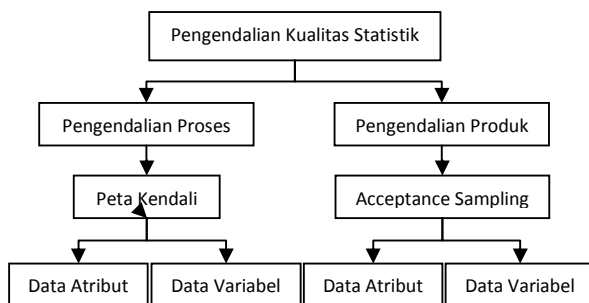 Pengendalian Kualitas Statistik
Pengendalian Proses
Pengendalian Produk
Peta Kendali
Acceptance Sampling
Data Atribut
Data Variabel
Data Atribut
Data Variabel